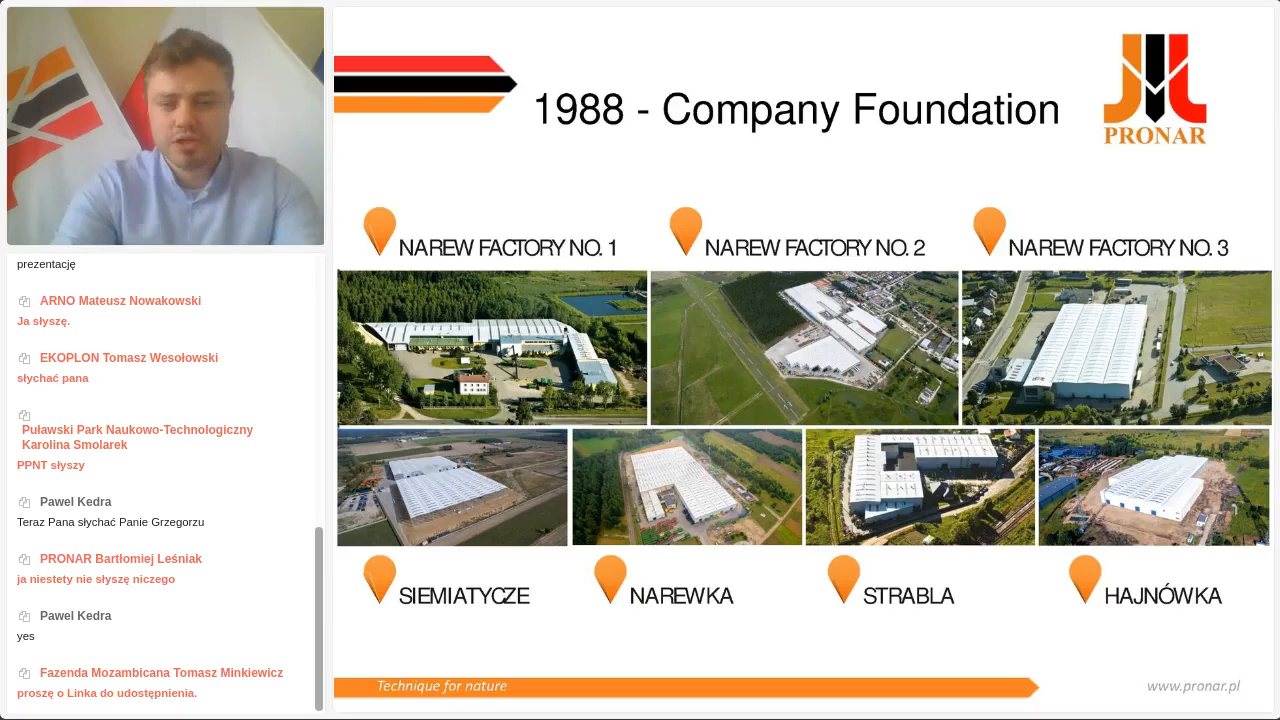 prezentację
ARNO Mateusz Nowakowski
Ja słyszę.
EKOPLON Tomasz Wesołowski
słychać pana
Puławski Park Naukowo-Technologiczny
Karolina Smolarek
PPNT słyszy
Pawel Kedra
Teraz Pana słychać Panie Grzegorzu
PRONAR Bartłomiej Leśniak
ja niestety nie słyszę niczego
Pawel Kedra
yes
Fazenda Mozambicana Tomasz Minkiewicz
proszę o Linka do udostępnienia.
1988 - Company Foundation
PRONAR
NAREW FACTORY NO. 1
NAREW FACTORY NO. 2
NAREW FACTORY NO. 3
SIEMIATYCZE
NAREWKA
STRABLA
HAJNÓWKA
Technique for nature
www.pronar.pl